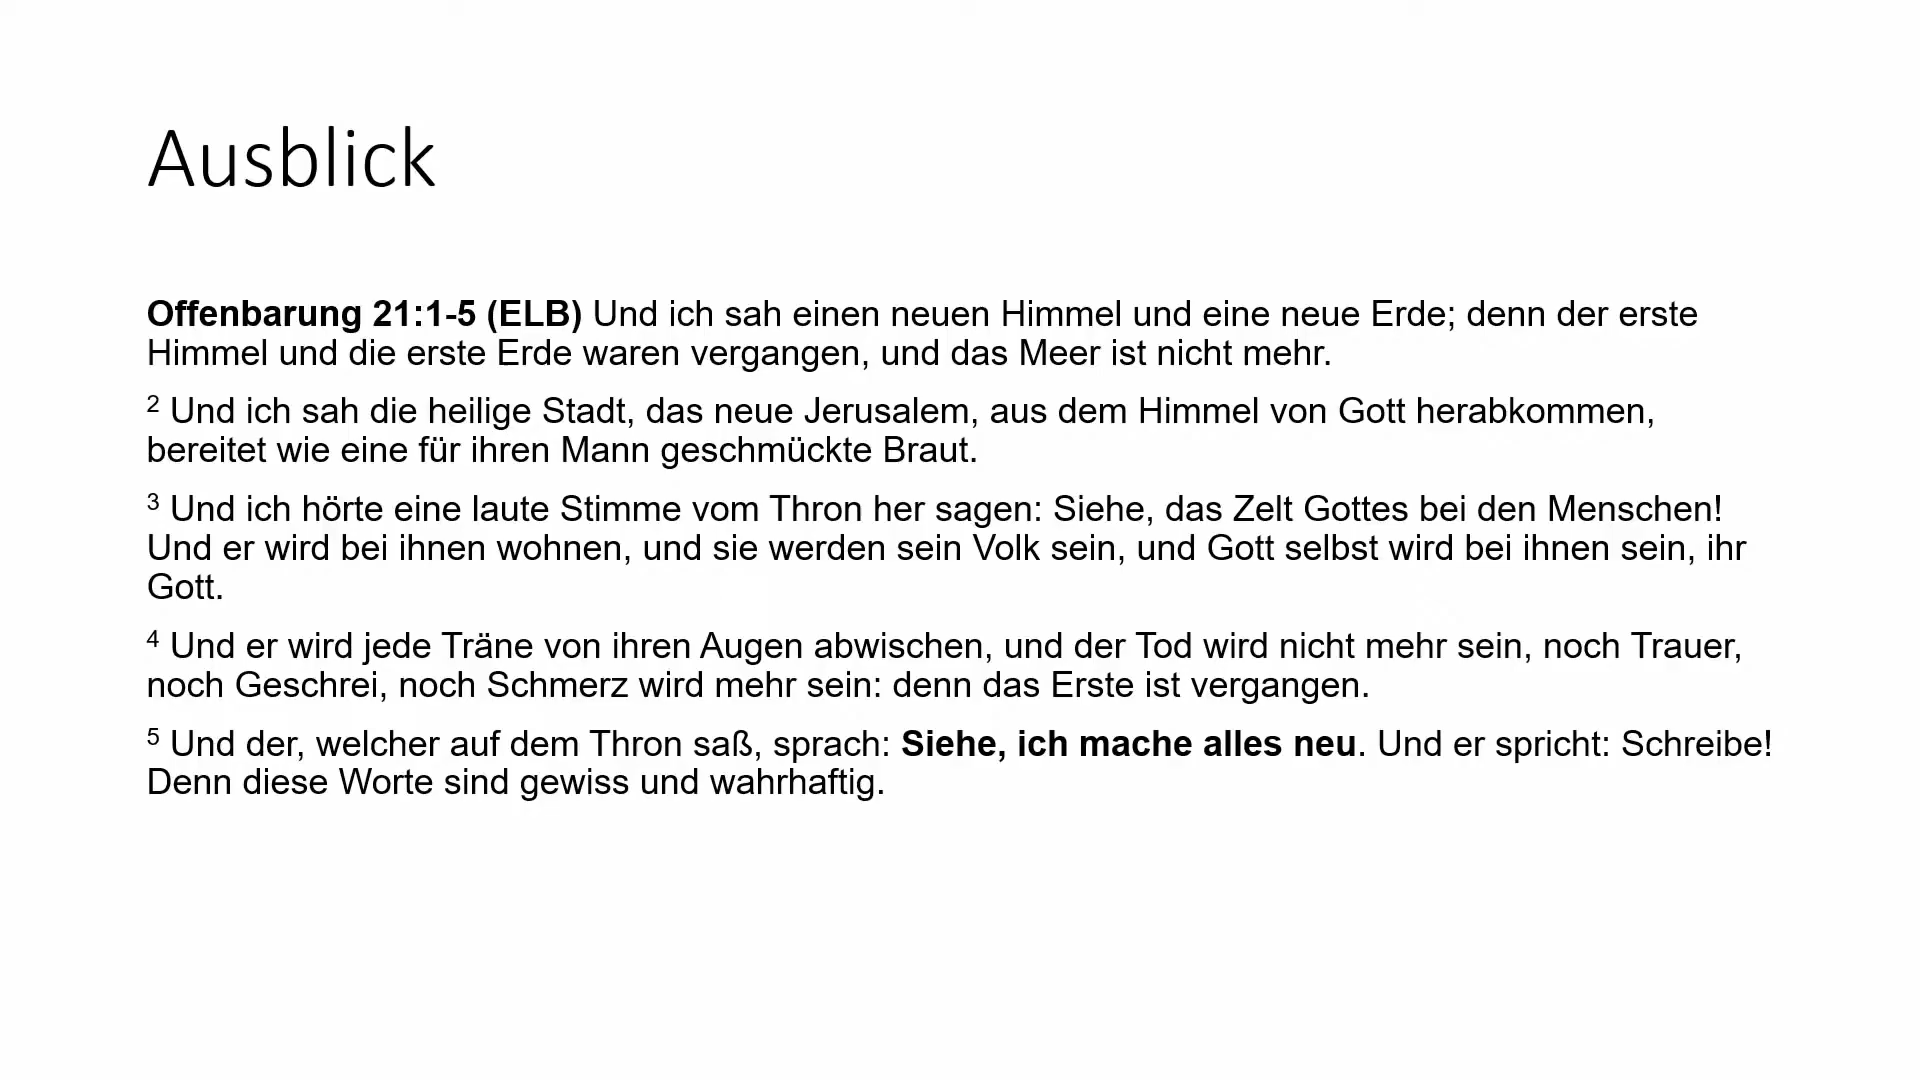 Ausblick
Offenbarung 21:1-5 (ELB) Und ich sah einen neuen Himmel und eine neue Erde; denn der erste
Himmel und die erste Erde waren vergangen, und das Meer ist nicht mehr.
² Und ich sah die heilige Stadt, das neue Jerusalem, aus dem Himmel von Gott herabkommen,
bereitet wie eine für ihren Mann geschmückte Braut.
³ Und ich hörte eine laute Stimme vom Thron her sagen: Siehe, das Zelt Gottes bei den Menschen!
Und er wird bei ihnen wohnen, und sie werden sein Volk sein, und Gott selbst wird bei ihnen sein, ihr
Gott.
⁴ Und er wird jede Träne von ihren Augen abwischen, und der Tod wird nicht mehr sein, noch Trauer,
noch Geschrei, noch Schmerz wird mehr sein: denn das Erste ist vergangen.
⁵ Und der, welcher auf dem Thron saß, sprach: Siehe, ich mache alles neu. Und er spricht: Schreibe!
Denn diese Worte sind gewiss und wahrhaftig.